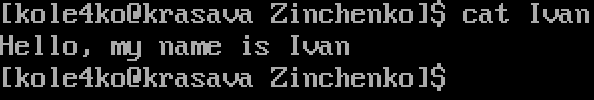 [kole4ko@krasava Zinchenko]$ cat Ivan
Hello, my name is Ivan
[kole4ko@krasava Zinchenko]$